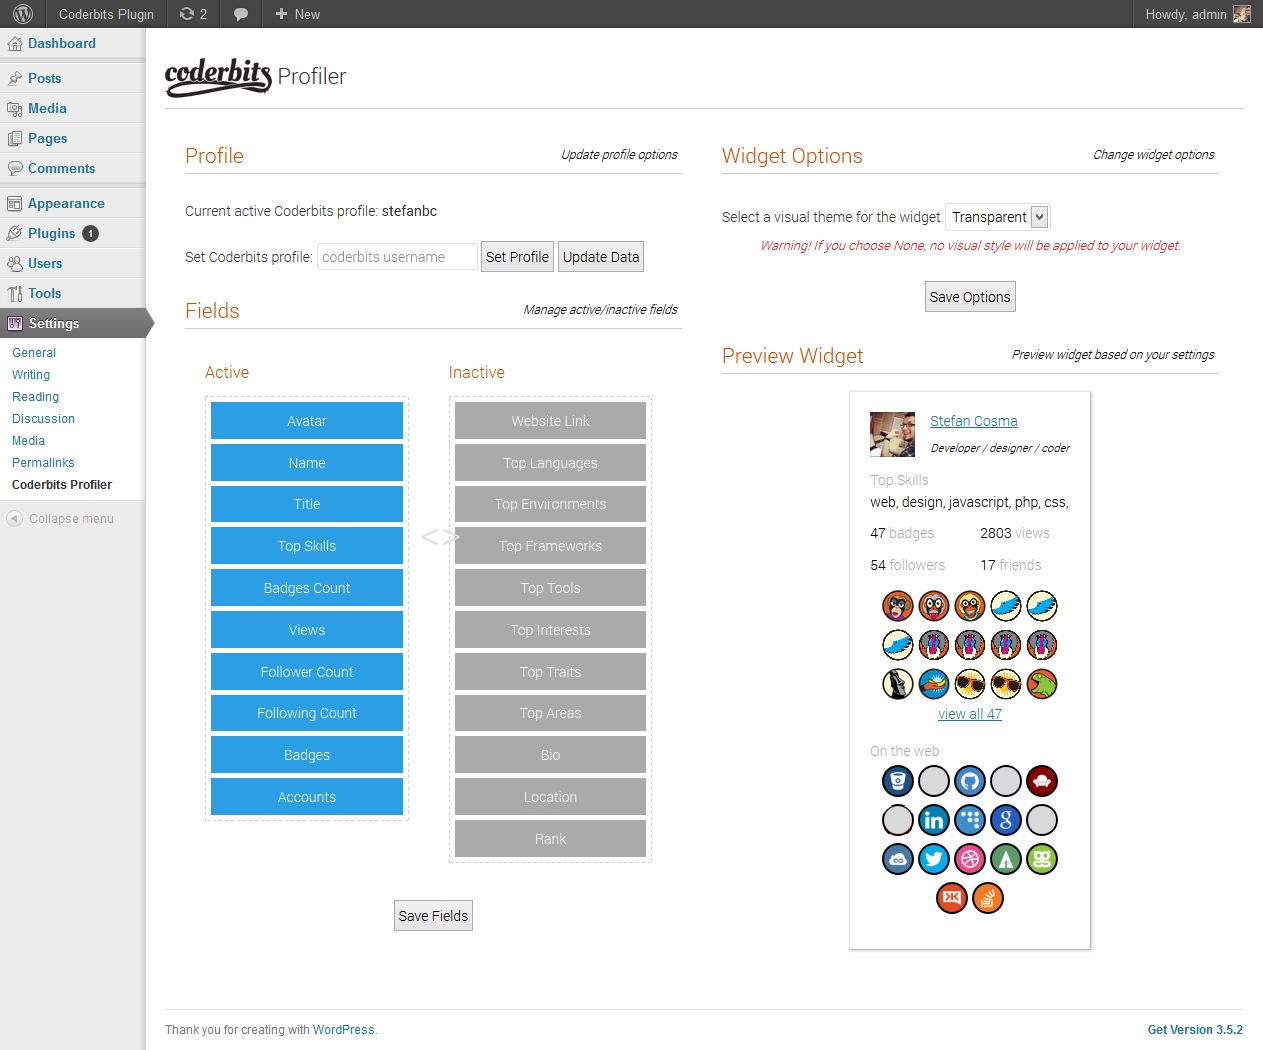 Coderbits Plugin
2
New
Howdy, admin
Dashboard
Posts
Media
Pages
Comments
Appearance
Plugins 1
Users
Tools
Settings
General
Writing
Reading
Discussion
Media
Permalinks
Coderbits Profiler
Collapse menu
coderbits Profiler
Profile
Update profile options
Current active Coderbits profile: stefanbc
Set Coderbits profile: coderbits username Set Profile Update Data
Fields
Manage active/inactive fields
Active
Avatar
Name
Title
Top Skills
Badges Count
Views
Follower Count
Following Count
Badges
Accounts
<>
Inactive
Website Link
Top Languages
Top Environments
Top Frameworks
Top Tools
Top Interests
Top Traits
Top Areas
Bio
Location
Rank
Save Fields
Widget Options
Change widget options
Select a visual theme for the widget Transparent
Warning! If you choose None, no visual style will be applied to your widget.
Save Options
Preview Widget
Preview widget based on your settings
Stefan Cosma
Developer / designer / coder
Top Skills
web, design, javascript, php, css,
47 badges 2803 views
54 followers 17 friends
view all 47
On the web
Thank you for creating with WordPress.
Get Version 3.5.2